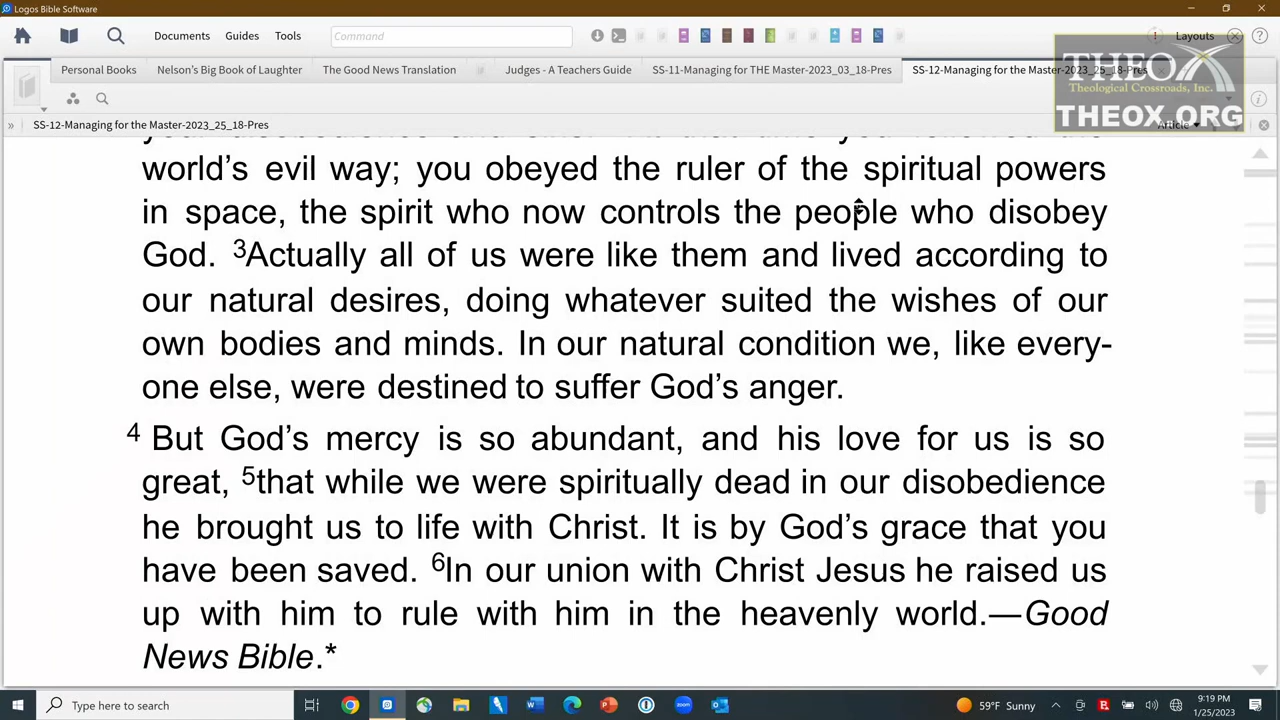 Logos Bible Software
Documents Guides Tools Command Layouts
Personal Books Nelson's Big Book of Laughter Judges - A Teachers Guide SS-11-Managing for THE Master-2023_03_18-Pres SS-12-Managing for the Master-2023_25_18-Pres
THEOX
Theological Crossroads, Inc.
THEOX.ORG
SS-12-Managing for the Master-2023_25_18-Pres Article
world's evil way; you obeyed the ruler of the spiritual powers
in space, the spirit who now controls the people who disobey
God. 3Actually all of us were like them and lived according to
our natural desires, doing whatever suited the wishes of our
own bodies and minds. In our natural condition we, like every-
one else, were destined to suffer God's anger.
4 But God's mercy is so abundant, and his love for us is so
great, 5that while we were spiritually dead in our disobedience
he brought us to life with Christ. It is by God's grace that you
have been saved. 6In our union with Christ Jesus he raised us
up with him to rule with him in the heavenly world.—Good
News Bible.*
Type here to search
59°F Sunny
9:19 PM
1/25/2023